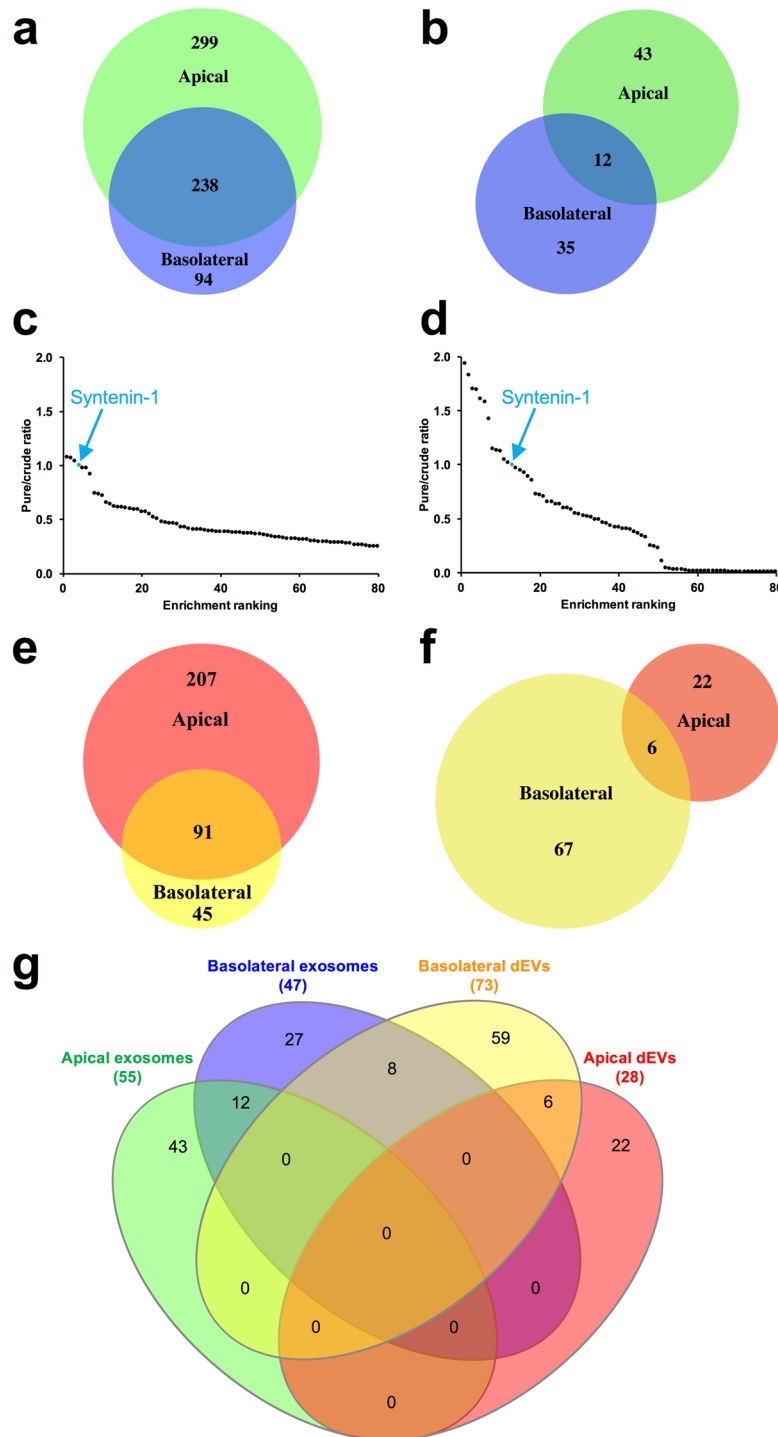 a
299
Apical
238
Basolateral
94
b
43
Apical
12
Basolateral
35
c
2.0
1.5
1.0
0.5
0.0
Pure/crude ratio
Syntenin-1
0 20 40 60 80
Enrichment ranking
d
2.0
1.5
1.0
0.5
0.0
Pure/crude ratio
Syntenin-1
0 20 40 60 80
Enrichment ranking
e
207
Apical
91
Basolateral
45
f
22
Apical
6
Basolateral
67
g
Basolateral exosomes
(47)
Basolateral dEVs
(73)
Apical exosomes
(55)
Apical dEVs
(28)
27
8
59
12
6
43
22
0
0
0
0
0
0
0
0